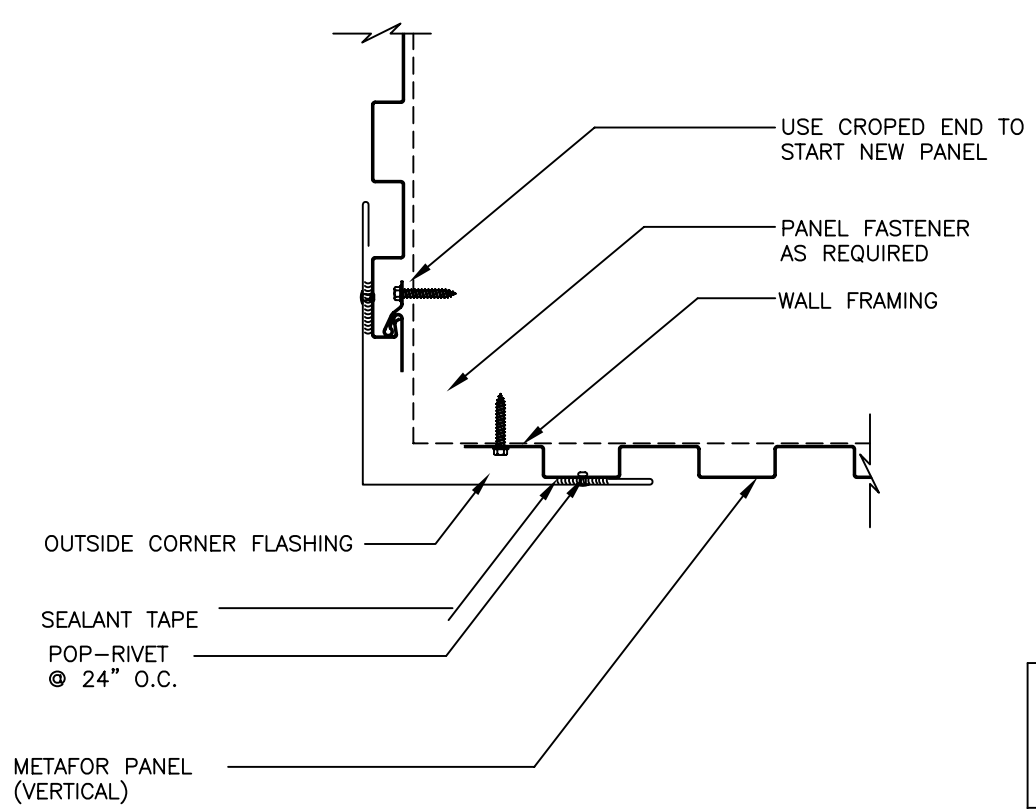 USE CROPED END TO
START NEW PANEL
PANEL FASTENER
AS REQUIRED
WALL FRAMING
OUTSIDE CORNER FLASHING
SEALANT TAPE
POP-RIVET
@ 24" O.C.
METAFOR PANEL
(VERTICAL)